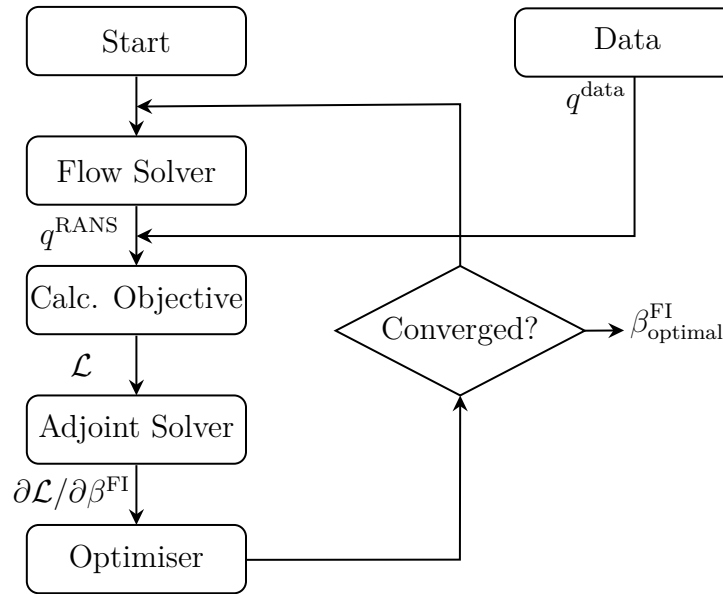 Start
Data
q^data
Flow Solver
q^RANS
Calc. Objective
Converged?
β^FI_optimal
ℒ
Adjoint Solver
∂ℒ/∂β^FI
Optimiser